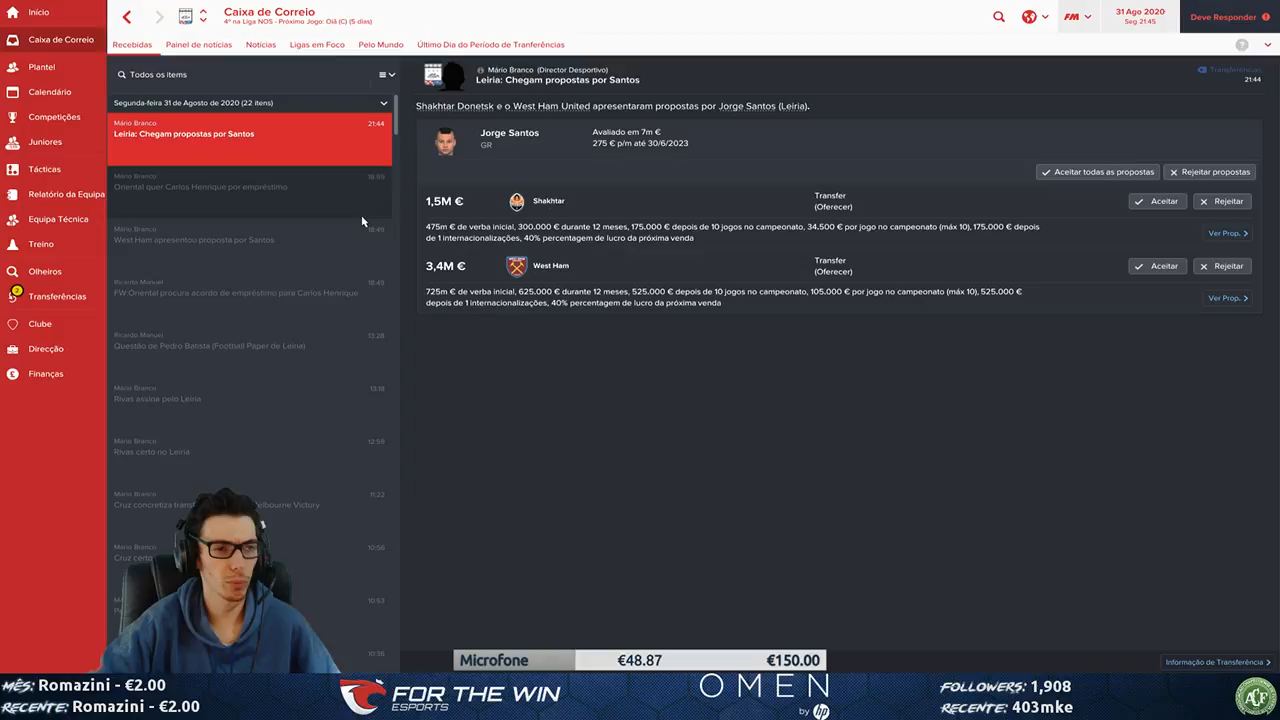 Início
Caixa de Correio
Plantel
Calendário
Competições
Juniores
Tácticas
Relatório da Equipa
Equipa Técnica
Treino
Olheiros
2
Transferências
Clube
Direcção
Finanças
Caixa de Correio
4º na Liga NOS - Próximo Jogo: Oiã (C) (5 dias)
FM
31 Ago 2020
Seg 21:45
Deve Responder
Recebidas
Painel de notícias
Notícias
Ligas em Foco
Pelo Mundo
Último Dia do Período de Tranferências
Todos os items
Segunda-feira 31 de Agosto de 2020 (22 itens)
Mário Branco
21:44
Leiria: Chegam propostas por Santos
Mário Branco
18:59
Oriental quer Carlos Henrique por empréstimo
Mário Branco
18:49
West Ham apresentou proposta por Santos
Ricardo Manuel
18:49
FW:Oriental procura acordo de empréstimo para Carlos Henrique
Ricardo Manuel
13:28
Questão de Pedro Batista (Football Paper de Leiria)
Mário Branco
13:18
Rivas assina pelo Leiria
Mário Branco
12:59
Rivas certo no Leiria
Mário Branco
11:22
Cruz concretiza
Melbourne Victory
Mário Branco
10:56
Cruz certo
10:53
10:36
Mário Branco (Director Desportivo)
Leiria: Chegam propostas por Santos
Transferências
21:44
Shakhtar Donetsk e o West Ham United apresentaram propostas por Jorge Santos (Leiria).
Jorge Santos
GR
Avaliado em 7m €
275 € p/m até 30/6/2023
Aceitar todas as propostas
Rejeitar propostas
1,5M €
Shakhtar
Transfer
(Oferecer)
Aceitar
Rejeitar
475m € de verba inicial, 300.000 € durante 12 meses, 175.000 € depois de 10 jogos no campeonato, 34.500 € por jogo no campeonato (máx 10), 175.000 € depois
de 1 internacionalizações, 40% percentagem de lucro da próxima venda
Ver Prop.
3,4M €
West Ham
Transfer
(Oferecer)
Aceitar
Rejeitar
725m € de verba inicial, 625.000 € durante 12 meses, 525.000 € depois de 10 jogos no campeonato, 105.000 € por jogo no campeonato (máx 10), 525.000 €
depois de 1 internacionalizações, 40% percentagem de lucro da próxima venda
Ver Prop.
Informação de Transferência
Microfone
€48.87
€150.00
MÊS: Romazini - €2.00
RECENTE: Romazini - €2.00
FOR THE WIN
ESPORTS
OMEN
by hp
FOLLOWERS: 1,908
RECENTE: 403mke